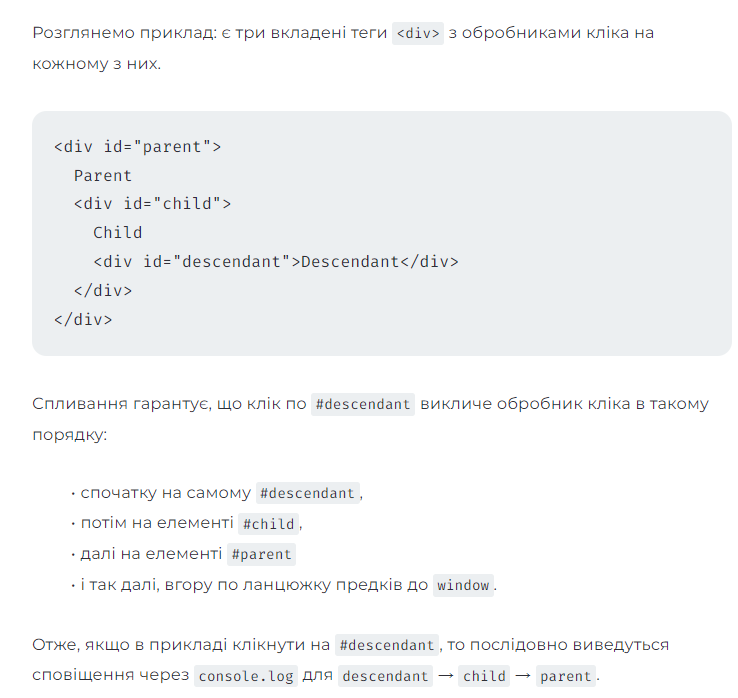 Розглянемо приклад: є три вкладені теги <div> з обробниками кліка на
кожному з них.
<div id="parent">
Parent
<div id="child">
Child
<div id="descendant">Descendant</div>
</div>
</div>
Спливання гарантує, що клік по #descendant викличе обробник кліка в такому
порядку:
• спочатку на самому #descendant,
• потім на елементі #child,
• далі на елементі #parent
• і так далі, вгору по ланцюжку предків до window.
Отже, якщо в прикладі клікнути на #descendant, то послідовно виведуться
сповіщення через console.log для descendant → child → parent.